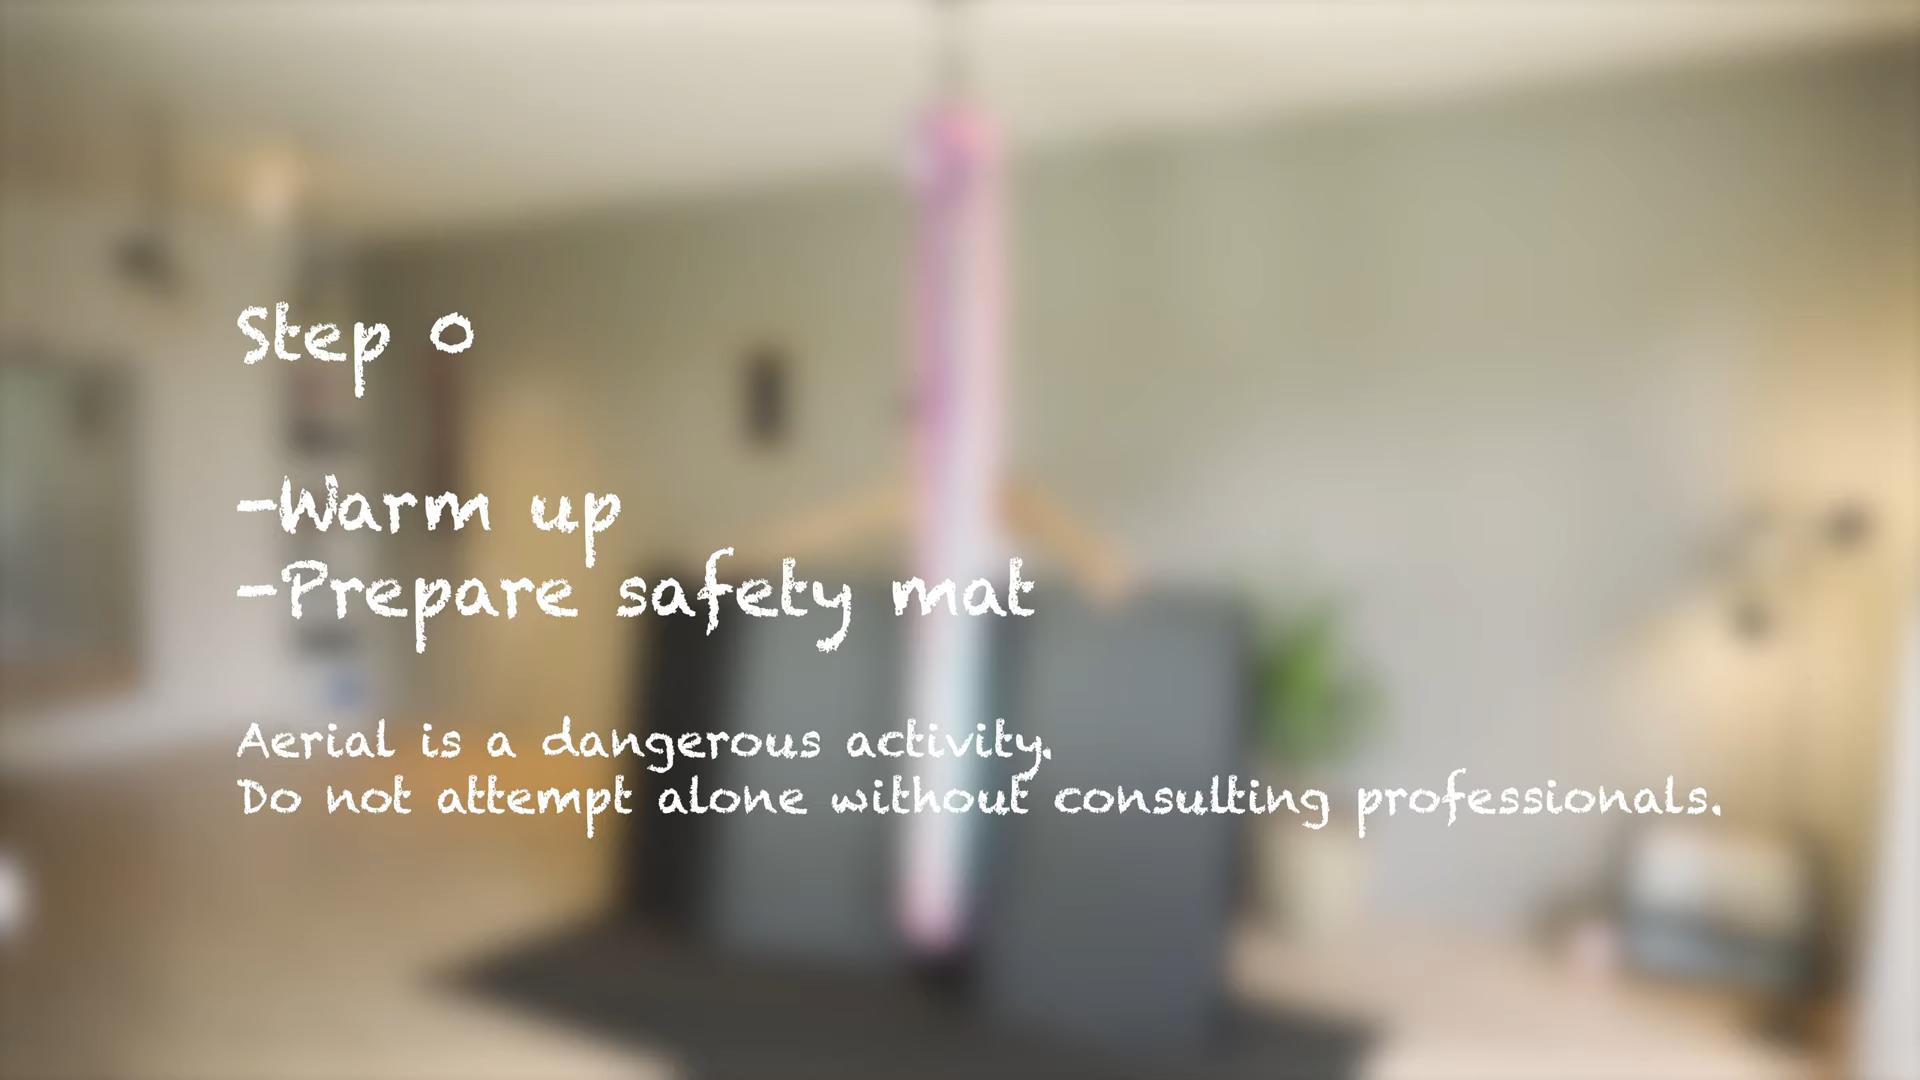 Step 0
-Warm up
-Prepare safety mat
Aerial is a dangerous activity.
Do not attempt alone without consulting professionals.